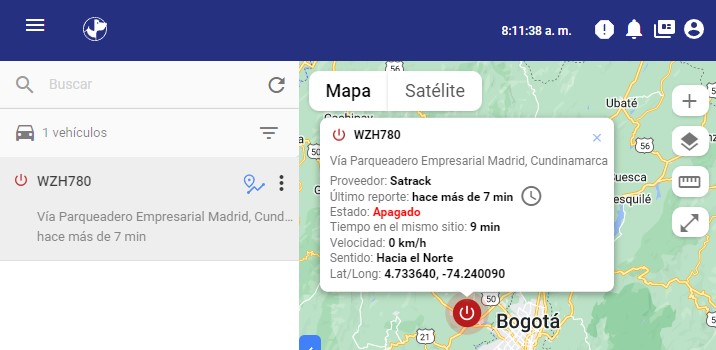 8:11:38 a. m.
Buscar
1 vehículos
WZH780
Vía Parqueadero Empresarial Madrid, Cund...
hace más de 7 min
Mapa
Satélite
56
Ubaté
WZH780
Vía Parqueadero Empresarial Madrid, Cundinamarca
Proveedor: Satrack
Último reporte: hace más de 7 min
Estado: Apagado
Tiempo en el mismo sitio: 9 min
Velocidad: 0 km/h
Sentido: Hacia el Norte
Lat/Long: 4.733640, -74.240090
56
50
50
21
Bogotá